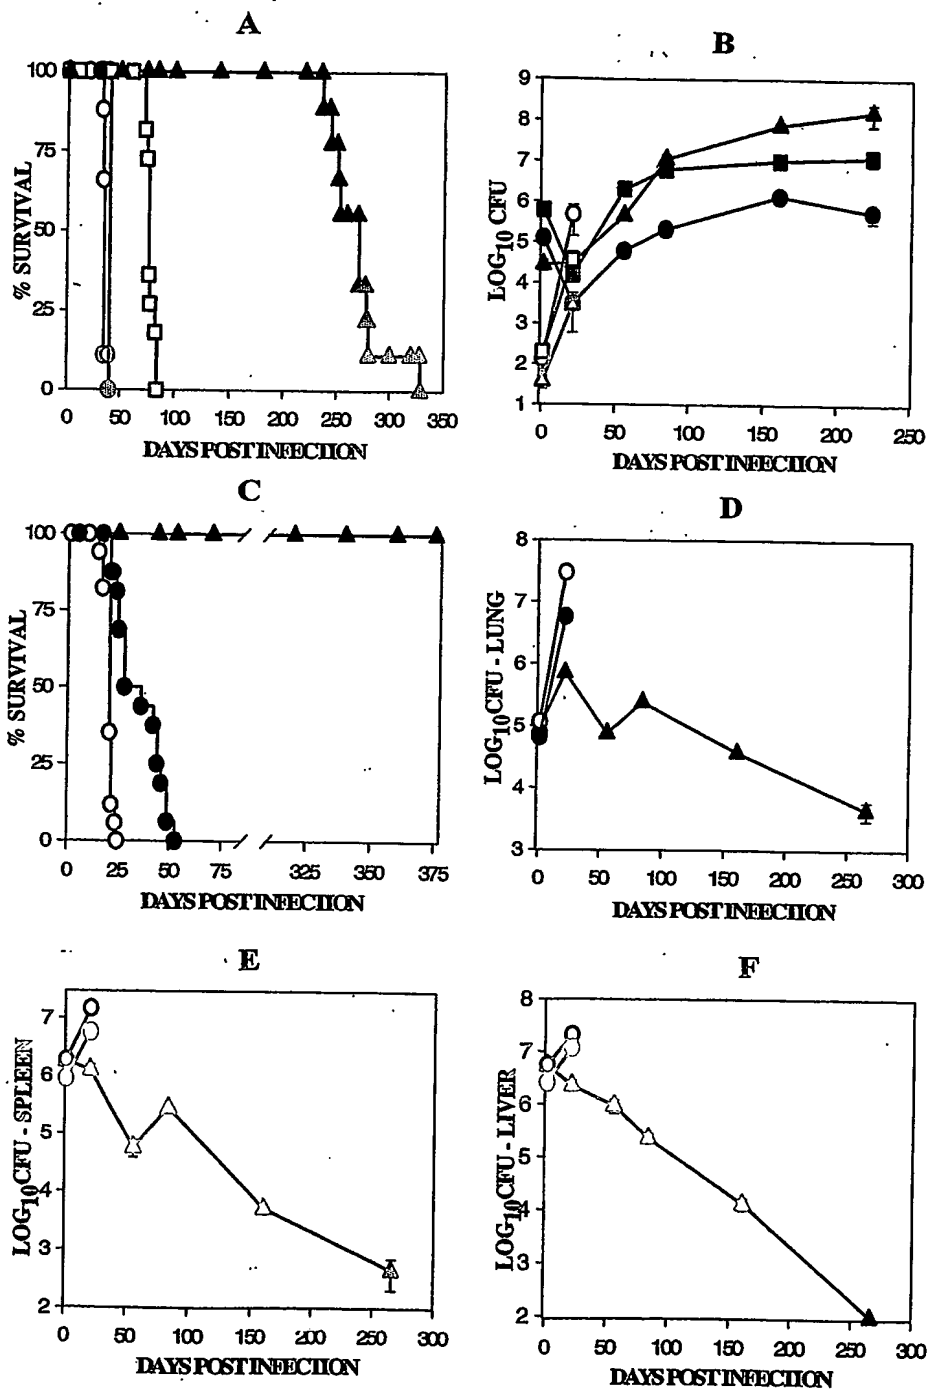 A
% SURVIVAL
100
75
50
25
0
0 50 100 150 200 250 300 350
DAYS POST INFECTION
B
LOG10 CFU
9
8
7
6
5
4
3
2
1
0 50 100 150 200 250
DAYS POST INFECTION
C
% SURVIVAL
100
75
50
25
0
0 25 50 75 325 350 375
DAYS POST INFECTION
D
LOG10 CFU - LUNG
8
7
6
5
4
3
0 50 100 150 200 250 300
DAYS POST INFECTION
E
LOG10 CFU - SPLEEN
7
6
5
4
3
2
0 50 100 150 200 250 300
DAYS POST INFECTION
F
LOG10 CFU - LIVER
8
7
6
5
4
3
2
0 50 100 150 200 250 300
DAYS POST INFECTION